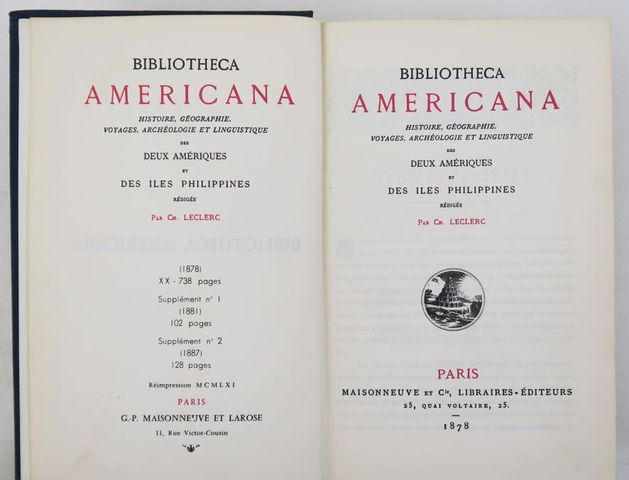 BIBLIOTHECA
AMERICANA
HISTOIRE, GÉOGRAPHIE,
VOYAGES, ARCHÉOLOGIE ET LINGUISTIQUE
DES
DEUX AMÉRIQUES
ET
DES ILES PHILIPPINES
RÉDIGÉE
PAR CH. LECLERC
(1878)
XX - 738 pages
Supplément n° 1
(1881)
102 pages
Supplément n° 2
(1887)
128 pages
Réimpression MCMLXI
PARIS
G.-P. MAISONNEUVE ET LAROSE
11, Rue Victor-Cousin
BIBLIOTHECA
AMERICANA
HISTOIRE, GÉOGRAPHIE,
VOYAGES, ARCHÉOLOGIE ET LINGUISTIQUE
DES
DEUX AMÉRIQUES
ET
DES ILES PHILIPPINES
RÉDIGÉE
PAR CH. LECLERC
PARIS
MAISONNEUVE ET Cie, LIBRAIRES-ÉDITEURS
25, QUAI VOLTAIRE, 25.
1878